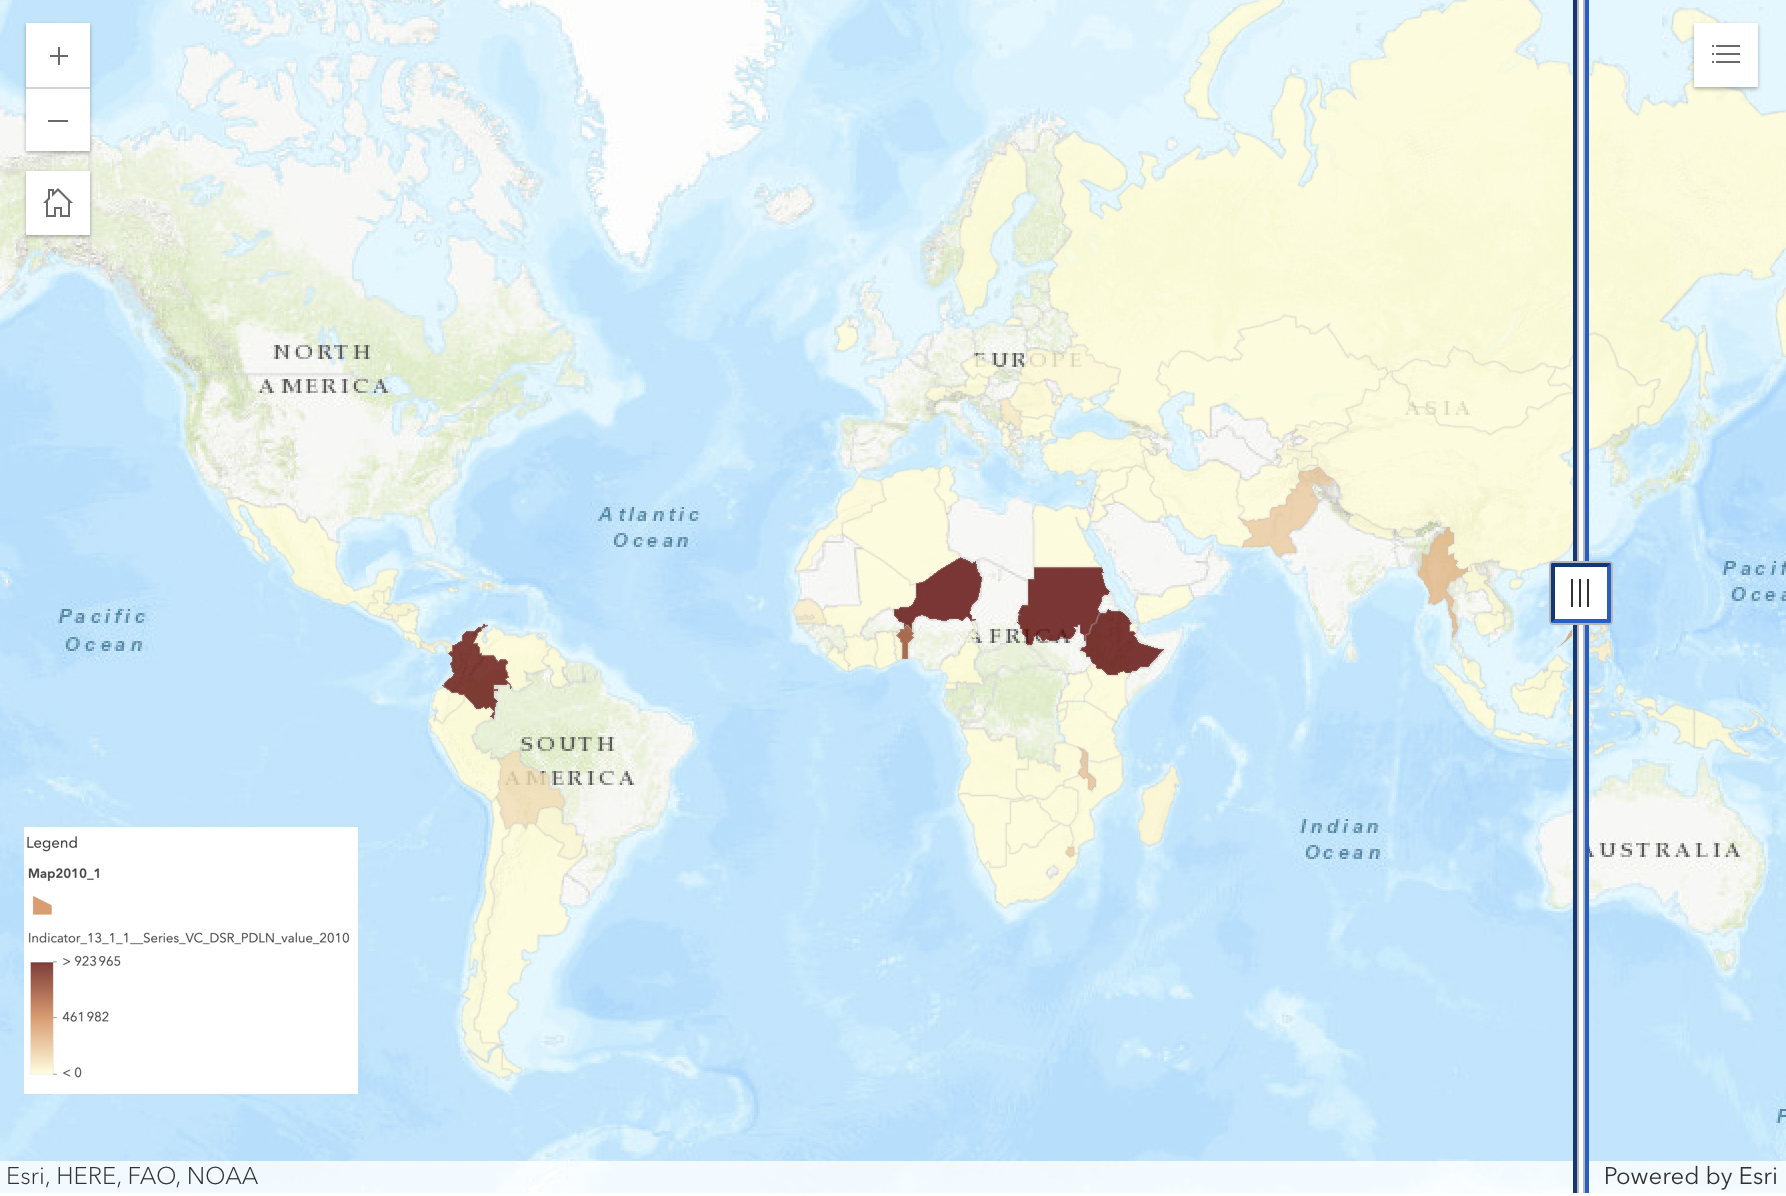 NORTH
AMERICA
EUROPE
ASIA
Atlantic
Ocean
Pacific
Ocean
Pacif
Ocea
AFRICA
SOUTH
AMERICA
Indian
Ocean
AUSTRALIA
Legend
Map2010_1
Indicator_13_1_1__Series_VC_DSR_PDLN_value_2010
> 923 965
461 982
< 0
P
Esri, HERE, FAO, NOAA
Powered by Esri